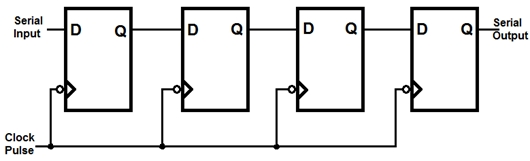 Serial
Input
D Q
D Q
D Q
D Q
Serial
Output
Clock
Pulse